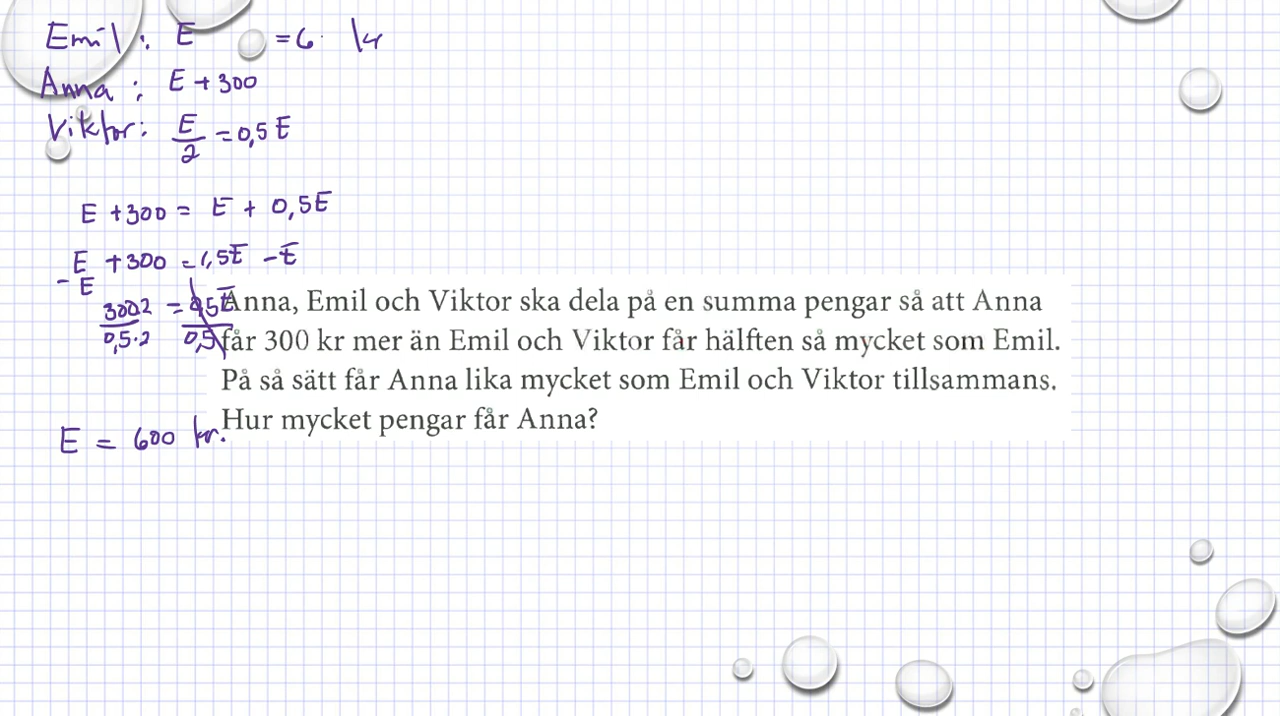 Emil: E = 6 kr
Anna: E + 300
Viktor: E/2 = 0,5 E
E + 300 = E + 0,5E
E + 300 = 1,5E - E
- E
300·2 = 0,5E
0,5·2 0,5
Anna, Emil och Viktor ska dela på en summa pengar så att Anna
får 300 kr mer än Emil och Viktor får hälften så mycket som Emil.
På så sätt får Anna lika mycket som Emil och Viktor tillsammans.
Hur mycket pengar får Anna?
E = 600 kr.